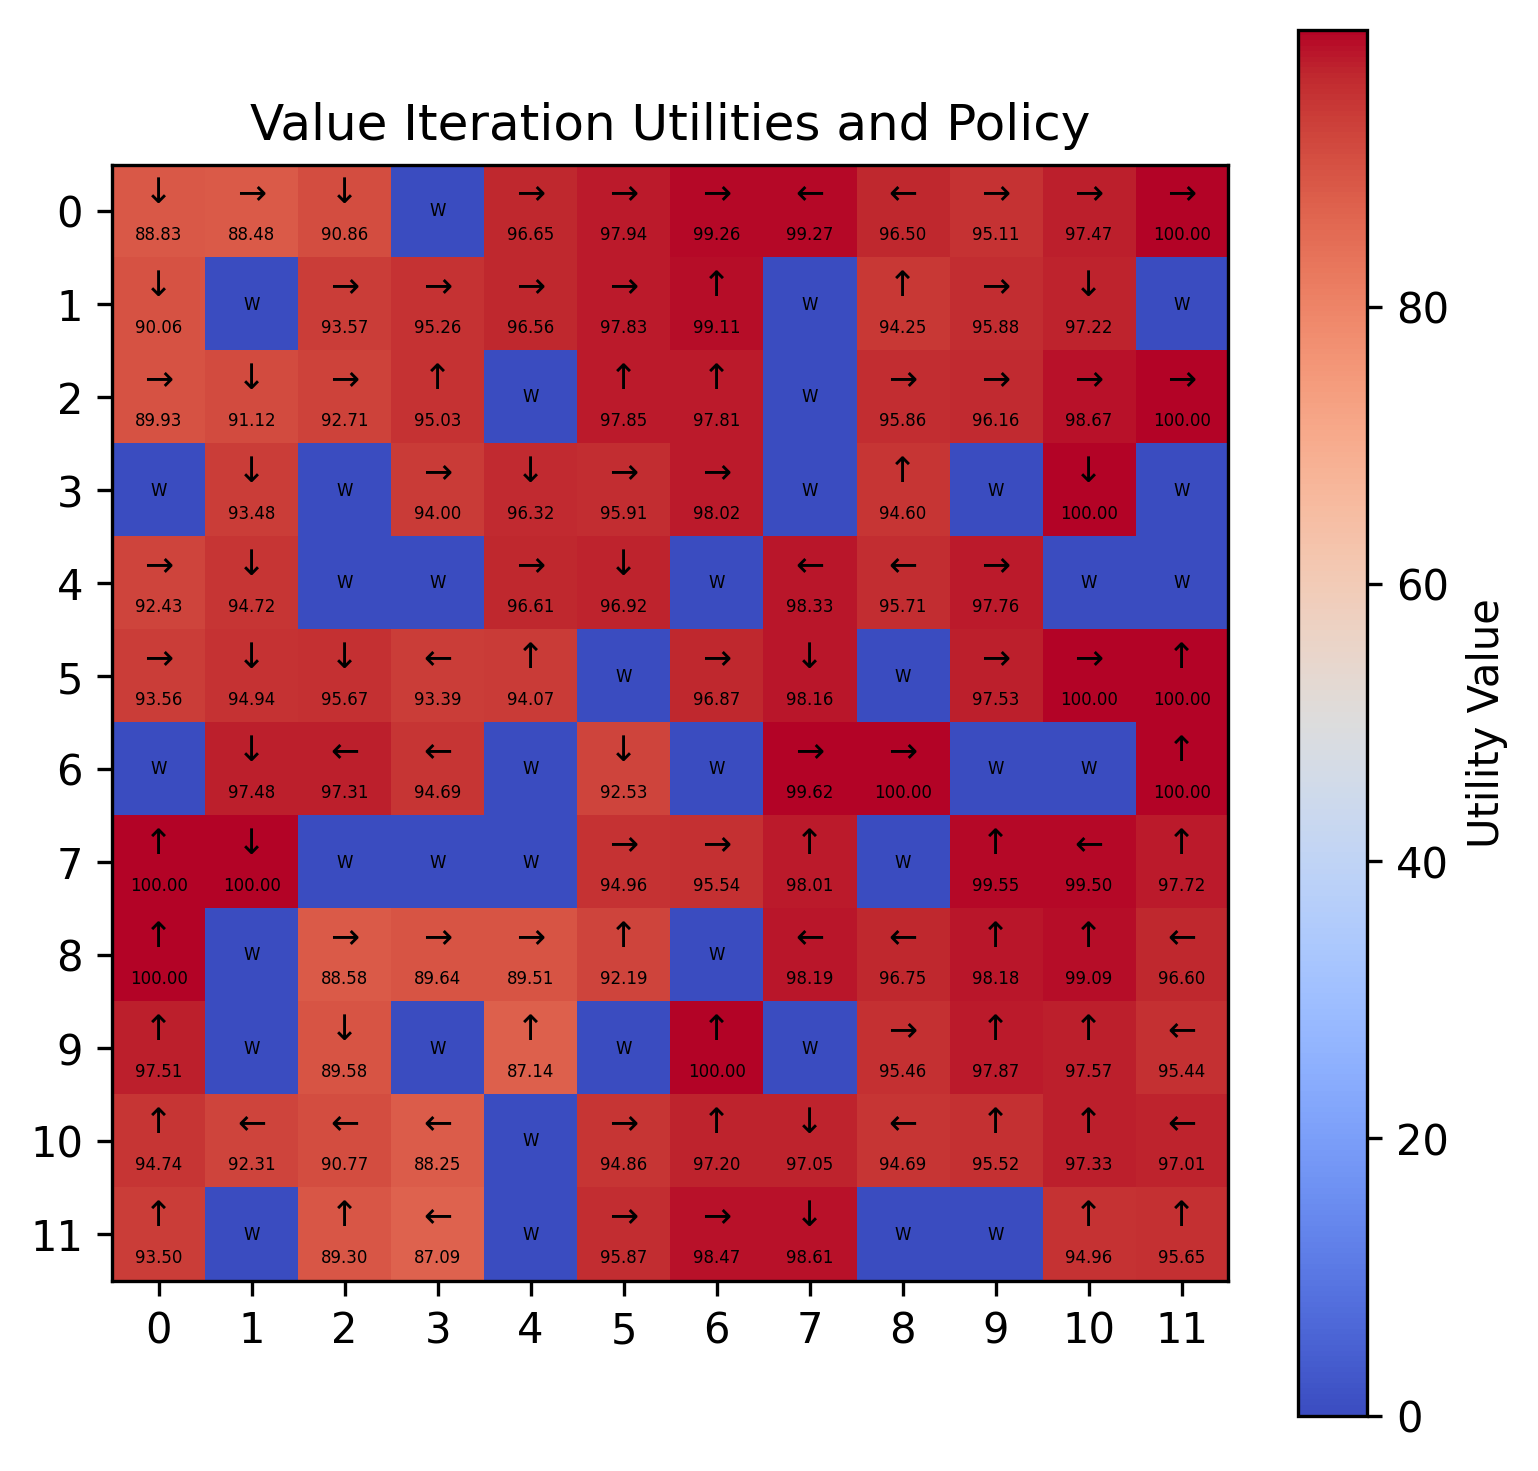 Value Iteration Utilities and Policy
0 ↓ → ↓ W → → → ← ← → → →
88.83 88.48 90.86 96.65 97.94 99.26 99.27 96.50 95.11 97.47 100.00
1 ↓ W → → → → ↑ W ↑ → ↓ W
90.06 93.57 95.26 96.56 97.83 99.11 94.25 95.88 97.22
2 → ↓ → ↑ W ↑ ↑ W → → → →
89.93 91.12 92.71 95.03 97.85 97.81 95.86 96.16 98.67 100.00
3 W ↓ W → ↓ → → W ↑ W ↓ W
93.48 94.00 96.32 95.91 98.02 94.60 100.00
4 → ↓ W W → ↓ W ← ← → W W
92.43 94.72 96.61 96.92 98.33 95.71 97.76
5 → ↓ ↓ ← ↑ W → ↓ W → → ↑
93.56 94.94 95.67 93.39 94.07 96.87 98.16 97.53 100.00 100.00
6 W ↓ ← ← W ↓ W → → W W ↑
97.48 97.31 94.69 92.53 99.62 100.00 100.00
7 ↑ ↓ W W W → → ↑ W ↑ ← ↑
100.00 100.00 94.96 95.54 98.01 99.55 99.50 97.72
8 ↑ W → → → ↑ W ← ← ↑ ↑ ←
100.00 88.58 89.64 89.51 92.19 98.19 96.75 98.18 99.09 96.60
9 ↑ W ↓ W ↑ W ↑ W → ↑ ↑ ←
97.51 89.58 87.14 100.00 95.46 97.87 97.57 95.44
10 ↑ ← ← ← W → ↑ ↓ ← ↑ ↑ ←
94.74 92.31 90.77 88.25 94.86 97.20 97.05 94.69 95.52 97.33 97.01
11 ↑ W ↑ ← W → → ↓ W W ↑ ↑
93.50 89.30 87.09 95.87 98.47 98.61 94.96 95.65
0 1 2 3 4 5 6 7 8 9 10 11
80
60
40
20
0
Utility Value